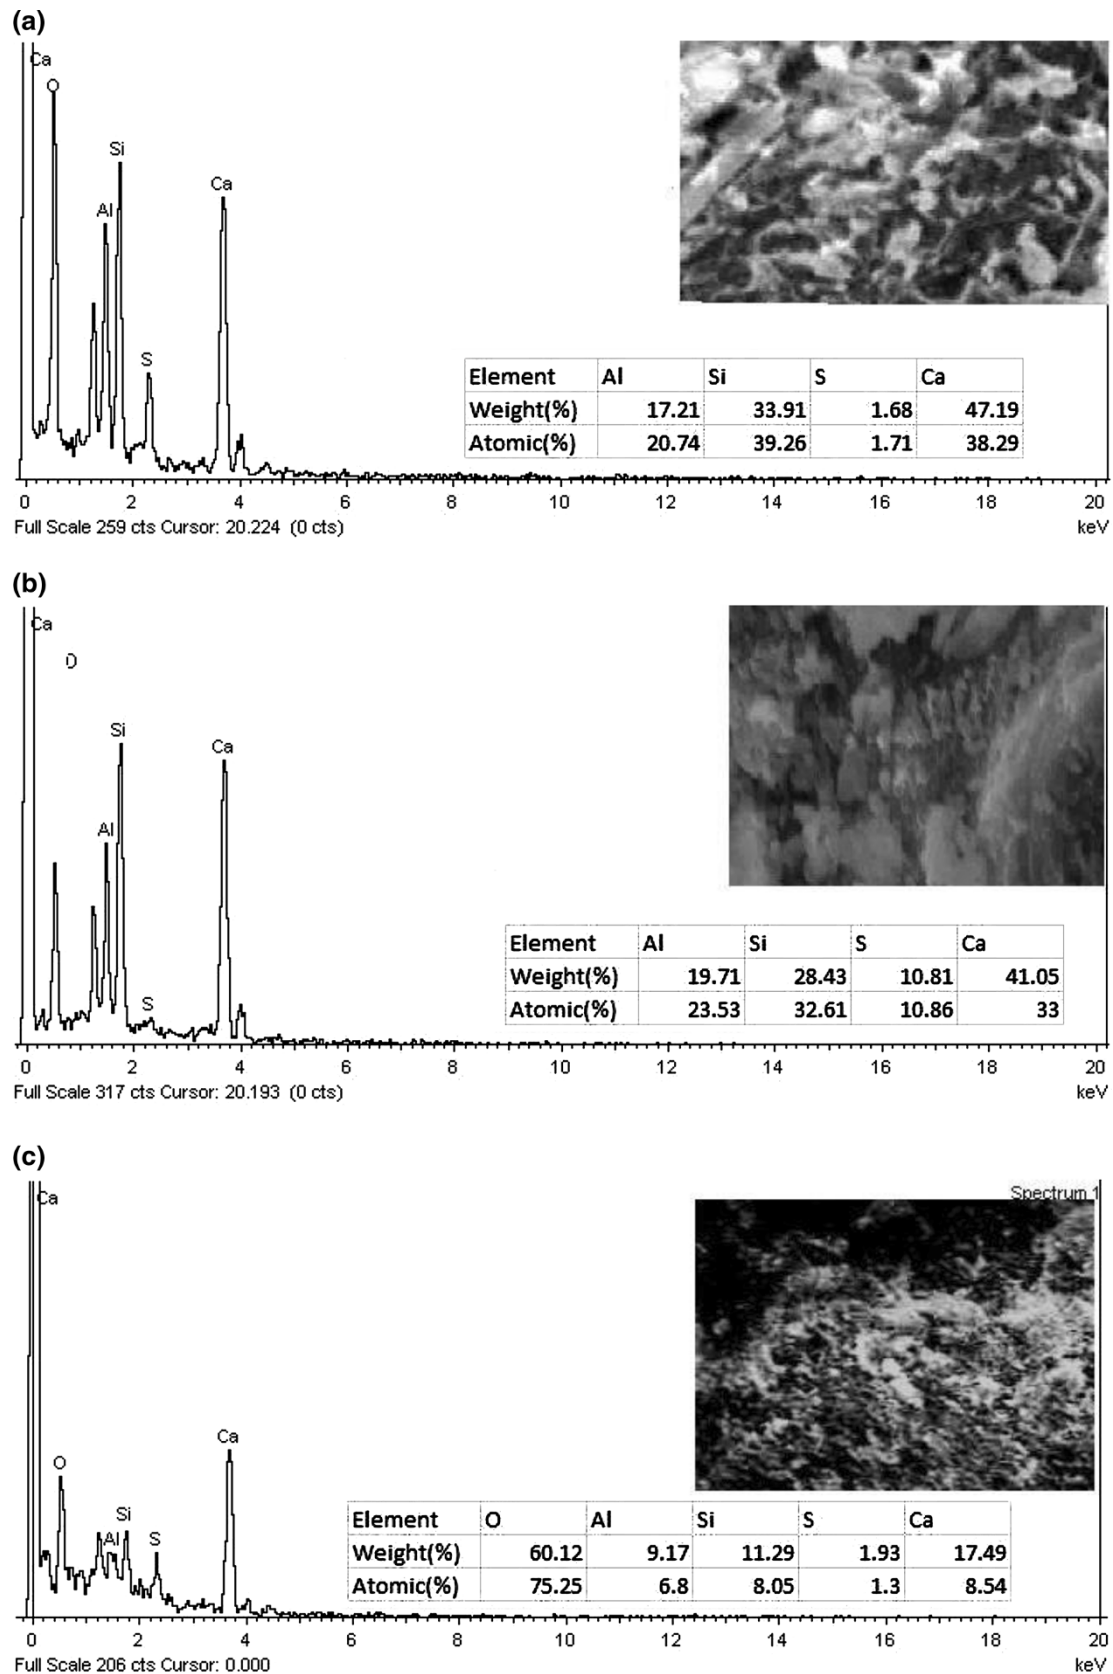 (a)
Ca
O
Si
Ca
Al
S
Element Al Si S Ca
Weight(%) 17.21 33.91 1.68 47.19
Atomic(%) 20.74 39.26 1.71 38.29
0 2 4 6 8 10 12 14 16 18 20
Full Scale 259 cts Cursor: 20.224 (0 cts) keV
(b)
Ca
O
Si
Ca
Al
S
Element Al Si S Ca
Weight(%) 19.71 28.43 10.81 41.05
Atomic(%) 23.53 32.61 10.86 33
0 2 4 6 8 10 12 14 16 18 20
Full Scale 317 cts Cursor: 20.193 (0 cts) keV
(c)
Spectrum 1
Ca
Ca
O
Si
Al
S
Element O Al Si S Ca
Weight(%) 60.12 9.17 11.29 1.93 17.49
Atomic(%) 75.25 6.8 8.05 1.3 8.54
0 2 4 6 8 10 12 14 16 18 20
Full Scale 206 cts Cursor: 0.000 keV